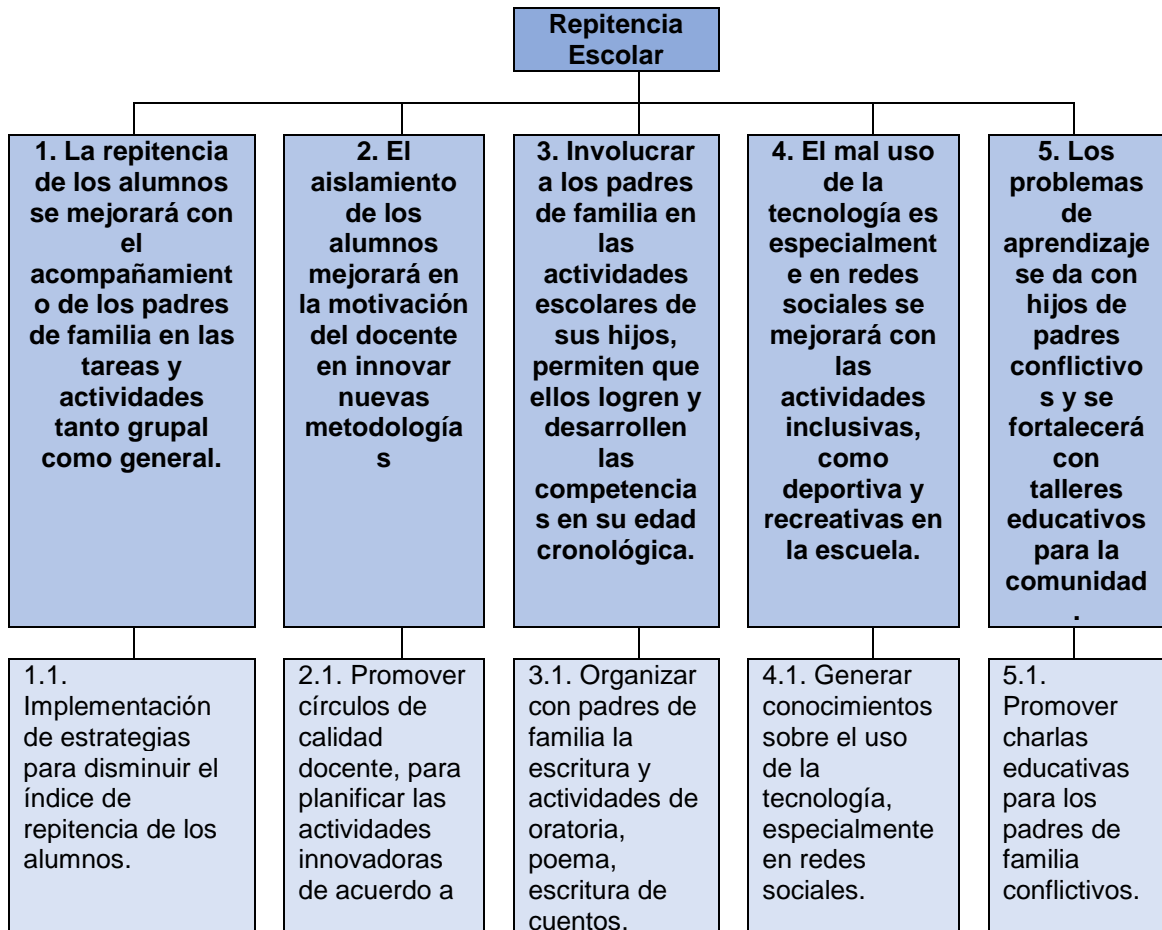 Repitencia
Escolar
1. La repitencia
de los alumnos
se mejorará con
el
acompañamient
o de los padres
de familia en las
tareas y
actividades
tanto grupal
como general.
2. El
aislamiento
de los
alumnos
mejorará en
la motivación
del docente
en innovar
nuevas
metodología
s
3. Involucrar
a los padres
de familia en
las
actividades
escolares de
sus hijos,
permiten que
ellos logren y
desarrollen
las
competencia
s en su edad
cronológica.
4. El mal uso
de la
tecnología es
especialment
e en redes
sociales se
mejorará con
las
actividades
inclusivas,
como
deportiva y
recreativas en
la escuela.
5. Los
problemas
de
aprendizaje
se da con
hijos de
padres
conflictivo
s y se
fortalecerá
con
talleres
educativos
para la
comunidad
.
1.1.
Implementación
de estrategias
para disminuir el
índice de
repitencia de los
alumnos.
2.1. Promover
círculos de
calidad
docente, para
planificar las
actividades
innovadoras
de acuerdo a
3.1. Organizar
con padres de
familia la
escritura y
actividades de
oratoria,
poema,
escritura de
cuentos.
4.1. Generar
conocimientos
sobre el uso
de la
tecnología,
especialmente
en redes
sociales.
5.1.
Promover
charlas
educativas
para los
padres de
familia
conflictivos.